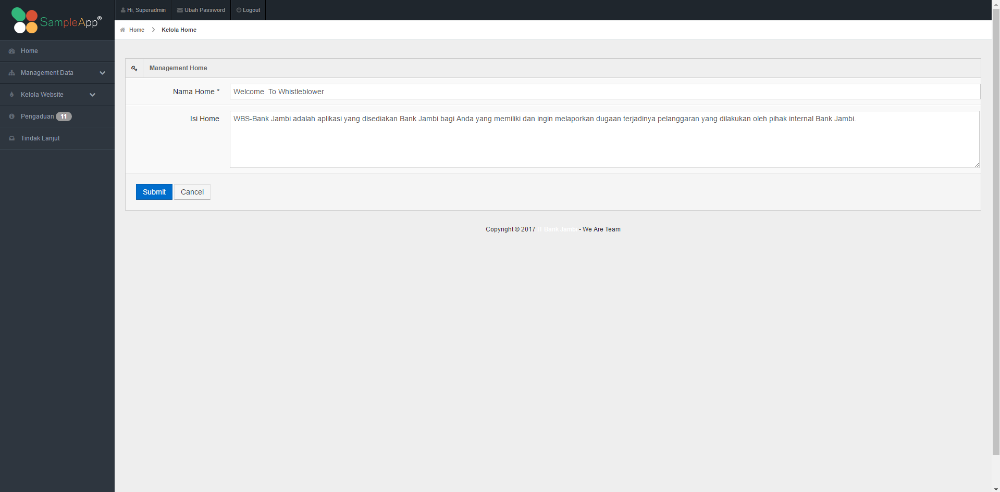 SampleApp®
Hi, Superadmin
Ubah Password
Logout
Home
Kelola Home
Home
Management Data
Kelola Website
Pengaduan 11
Tindak Lanjut
Management Home
Nama Home *
Welcome  To Whistleblower
Isi Home
WBS-Bank Jambi adalah aplikasi yang disediakan Bank Jambi bagi Anda yang memiliki dan ingin melaporkan dugaan terjadinya pelanggaran yang dilakukan oleh pihak internal Bank Jambi.
Submit
Cancel
Copyright © 2017 IT Bank Jambi - We Are Team